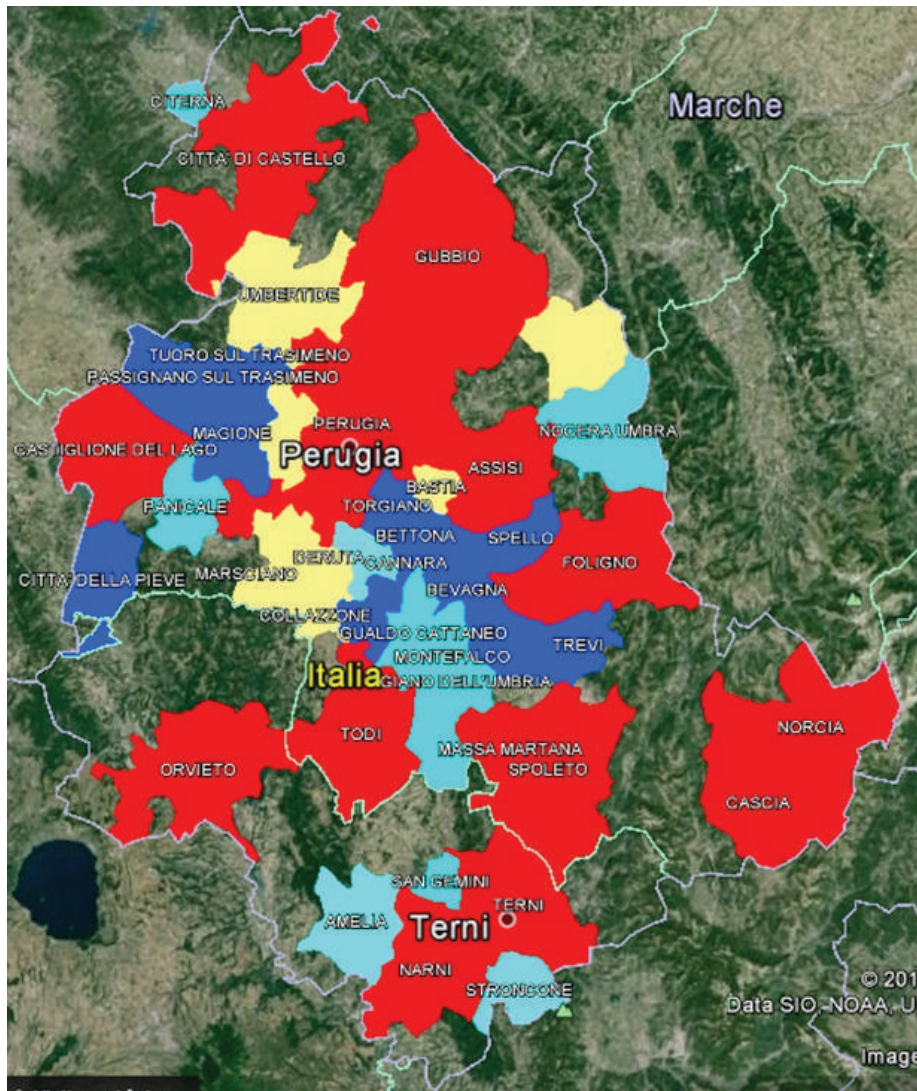 Marche
CITERNA
CITTA' DI CASTELLO
GUBBIO
UMBERTIDE
TUORO SUL TRASIMENO
PASSIGNANO SUL TRASIMENO
PERUGIA
MAGIONE
NOCERA UMBRA
CASTIGLIONE DEL LAGO
Perugia
ASSISI
BASTIA
PANICALE
TORGIANO
BETTONA
SPELLO
DERUTA
CANNARA
FOLIGNO
MARSCIANO
CITTA' DELLA PIEVE
BEVAGNA
COLLAZZONE
GUALDO CATTANEO
TREVI
MONTEFALCO
Italia
GIANO DELL'UMBRIA
NORCIA
TODI
MASSA MARTANA
ORVIETO
SPOLETO
CASCIA
SAN GEMINI
TERNI
AMELIA
Terni
NARNI
STRONCONE
© 201
Data SIO, NOAA, U
Image